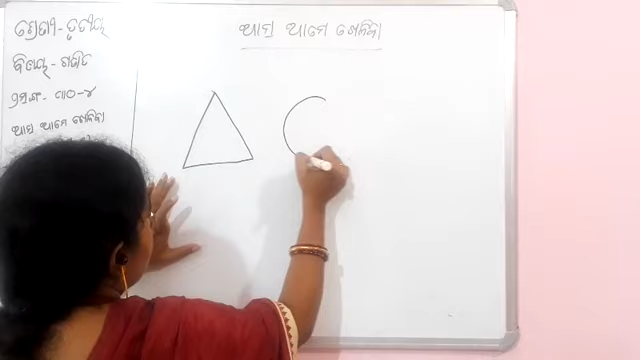 ଶ୍ରେଣୀ - ତୃତୀୟ
ବିଷୟ - ଗଣିତ
ପ୍ରସଙ୍ଗ - ପାଠ - ୪
ଆସ ଆମେ ଖେଳିବା
ଆସ ଆମେ ଖେଳିବା